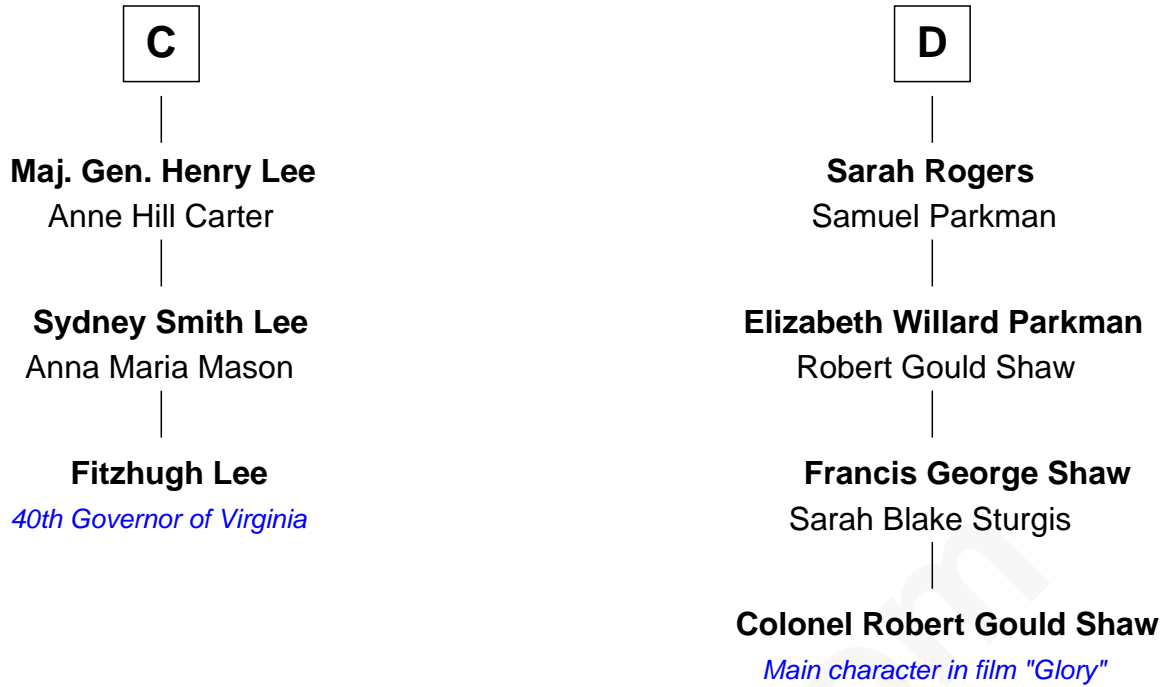 C
Maj. Gen. Henry Lee
Anne Hill Carter
Sydney Smith Lee
Anna Maria Mason
Fitzhugh Lee
40th Governor of Virginia
D
Sarah Rogers
Samuel Parkman
Elizabeth Willard Parkman
Robert Gould Shaw
Francis George Shaw
Sarah Blake Sturgis
Colonel Robert Gould Shaw
Main character in film "Glory"